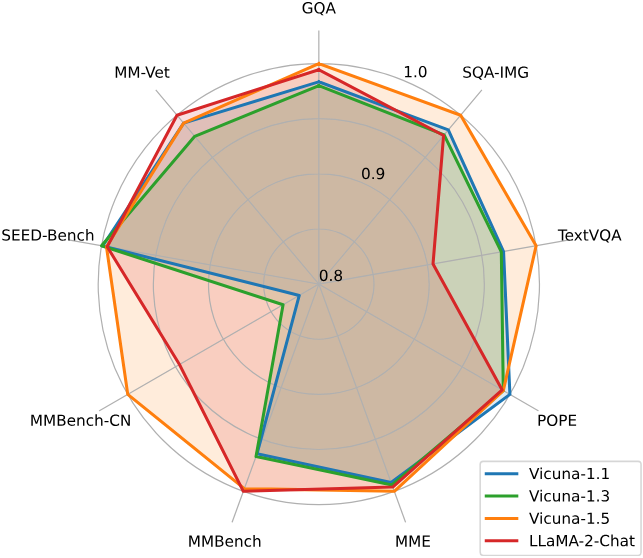 GQA
MM-Vet
1.0
SQA-IMG
0.9
SEED-Bench
TextVQA
0.8
MMBench-CN
POPE
MMBench
MME
Vicuna-1.1
Vicuna-1.3
Vicuna-1.5
LLaMA-2-Chat